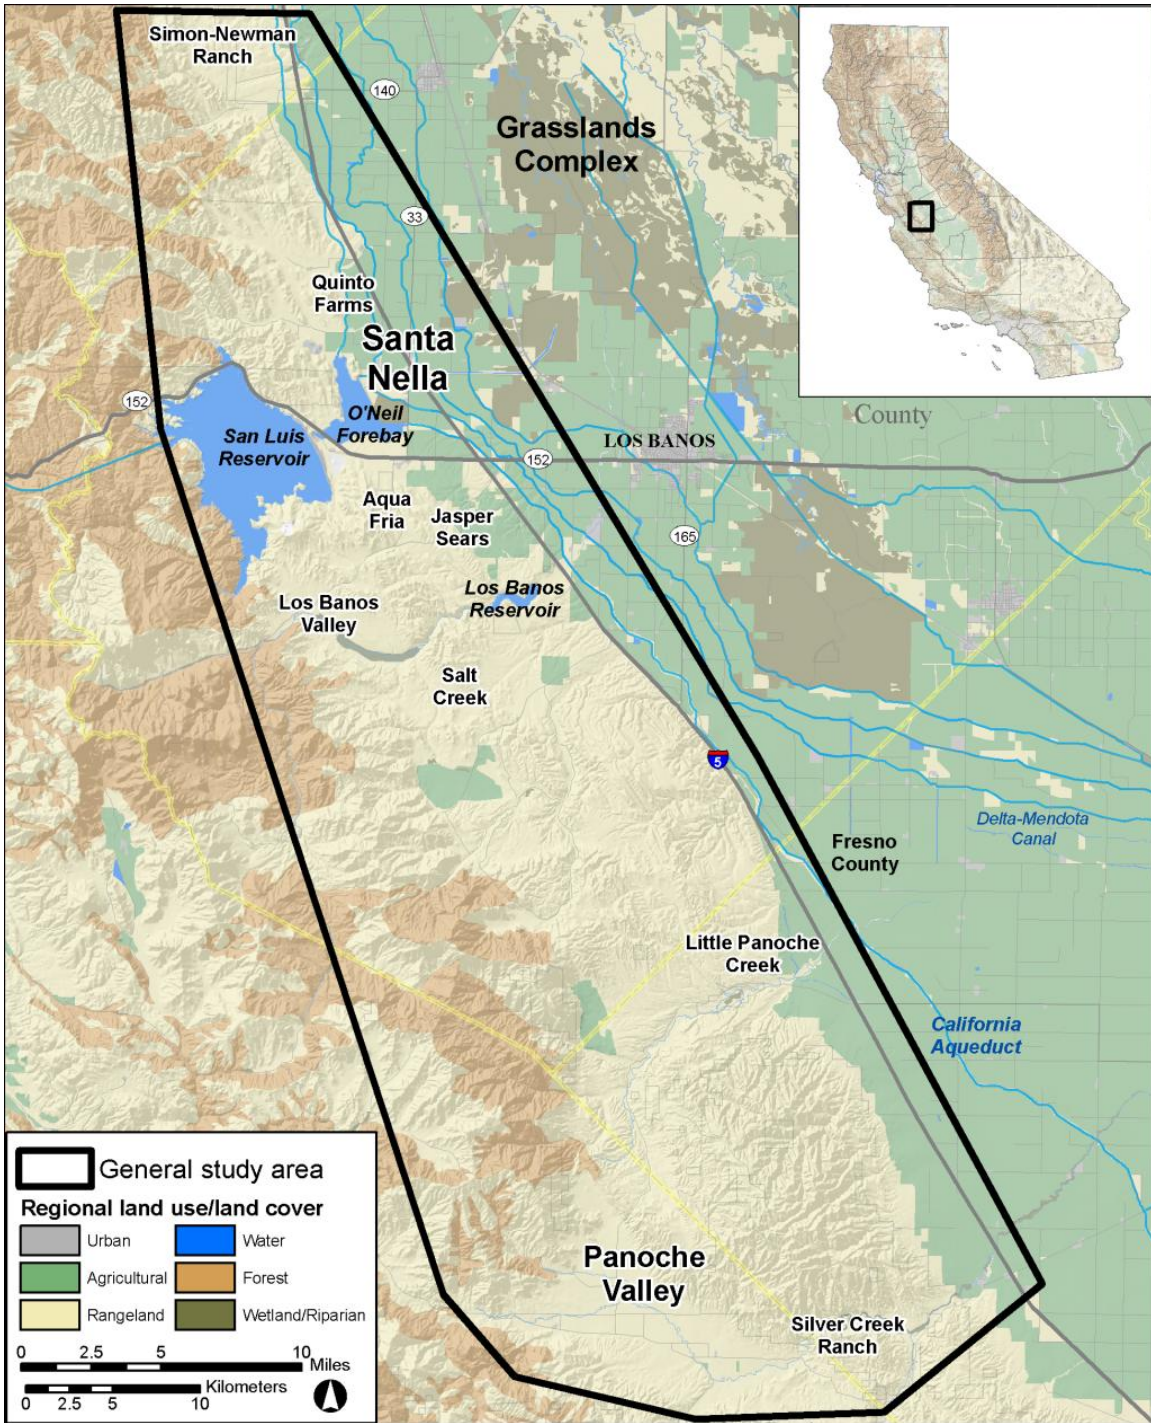 Simon-Newman
Ranch
140
Grasslands
Complex
33
Quinto
Farms
Santa
Nella
152
O'Neil
Forebay
San Luis
Reservoir
County
LOS BANOS
152
Aqua
Fria
Jasper
Sears
165
Los Banos
Reservoir
Los Banos
Valley
Salt
Creek
5
Delta-Mendota
Canal
Fresno
County
Little Panoche
Creek
California
Aqueduct
Panoche
Valley
Silver Creek
Ranch
General study area
Regional land use/land cover
Urban
Water
Agricultural
Forest
Rangeland
Wetland/Riparian
0 2.5 5 10
Miles
Kilometers
0 2.5 5 10